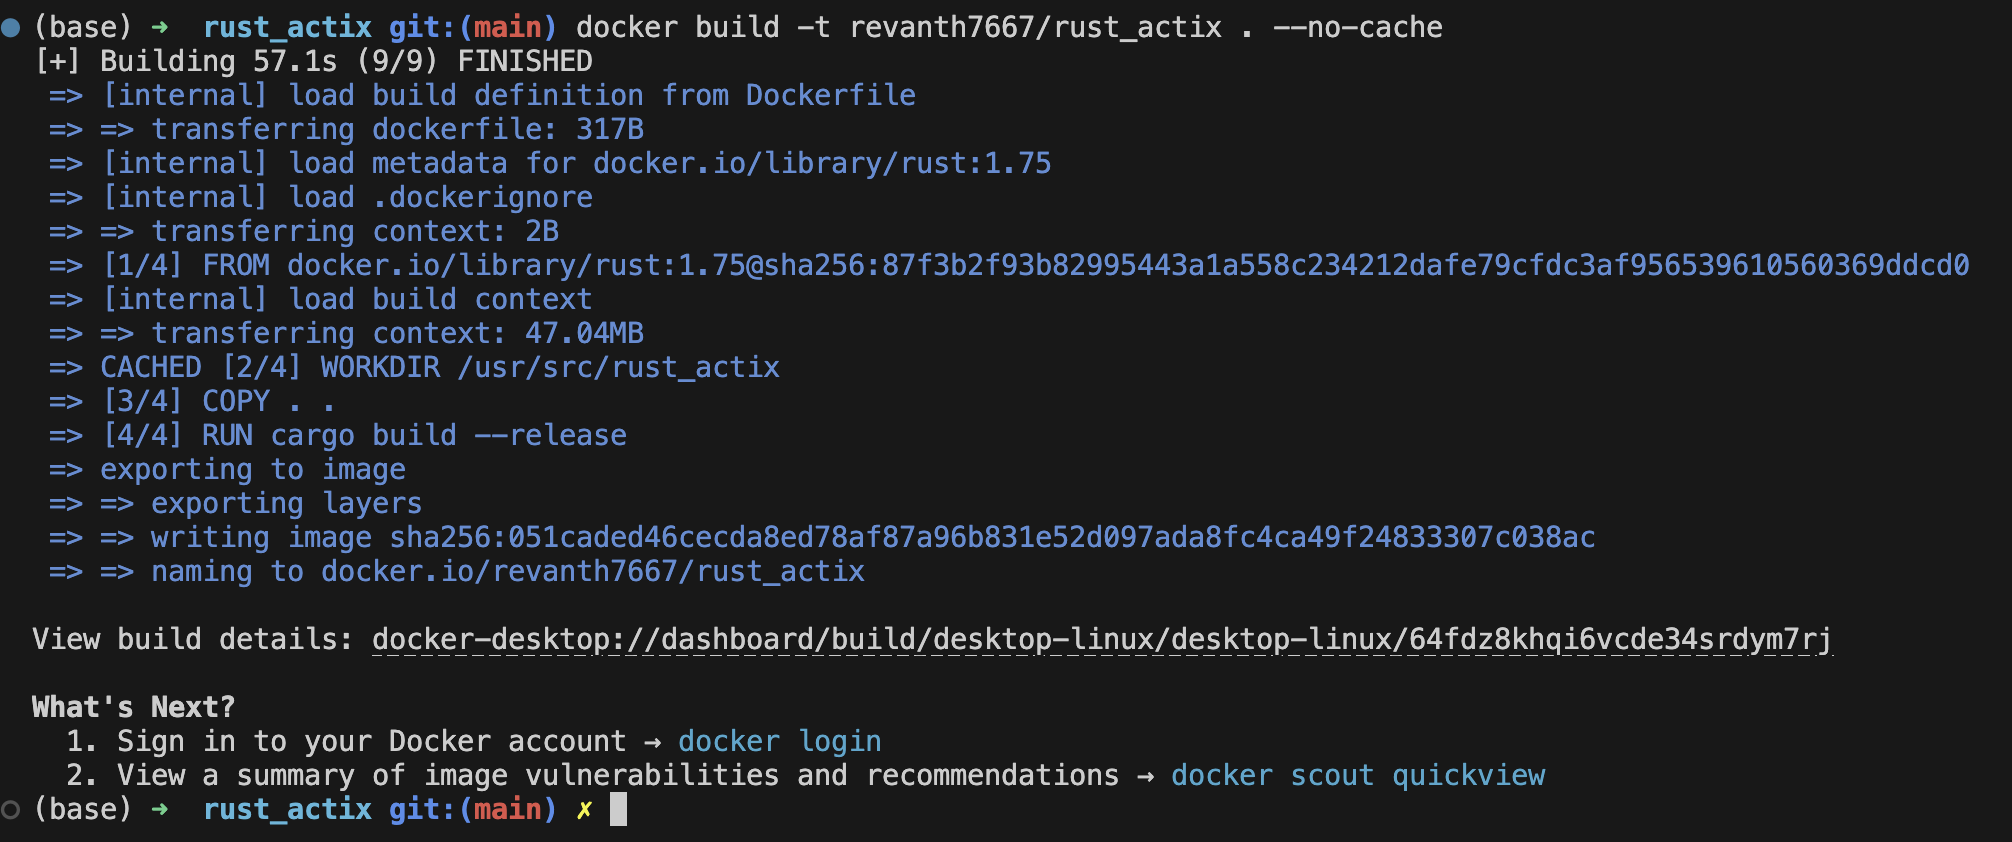 (base) ➜ rust_actix git:(main) docker build -t revanth7667/rust_actix . --no-cache
[+] Building 57.1s (9/9) FINISHED
=> [internal] load build definition from Dockerfile
=> => transferring dockerfile: 317B
=> [internal] load metadata for docker.io/library/rust:1.75
=> [internal] load .dockerignore
=> => transferring context: 2B
=> [1/4] FROM docker.io/library/rust:1.75@sha256:87f3b2f93b82995443a1a558c234212dafe79cfdc3af956539610560369ddcd0
=> [internal] load build context
=> => transferring context: 47.04MB
=> CACHED [2/4] WORKDIR /usr/src/rust_actix
=> [3/4] COPY . .
=> [4/4] RUN cargo build --release
=> exporting to image
=> => exporting layers
=> => writing image sha256:051caded46cecda8ed78af87a96b831e52d097ada8fc4ca49f24833307c038ac
=> => naming to docker.io/revanth7667/rust_actix
View build details: docker-desktop://dashboard/build/desktop-linux/desktop-linux/64fdz8khqi6vcde34srdym7rj
What's Next?
1. Sign in to your Docker account → docker login
2. View a summary of image vulnerabilities and recommendations → docker scout quickview
(base) ➜ rust_actix git:(main) ✗